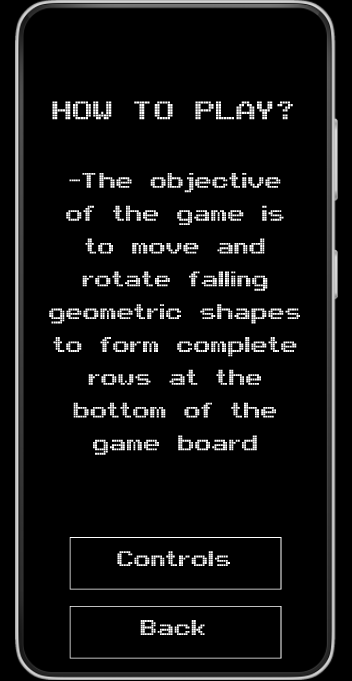 HOW TO PLAY?
-The objective
of the game is
to move and
rotate falling
geometric shapes
to form complete
rows at the
bottom of the
game board
Controls
Back